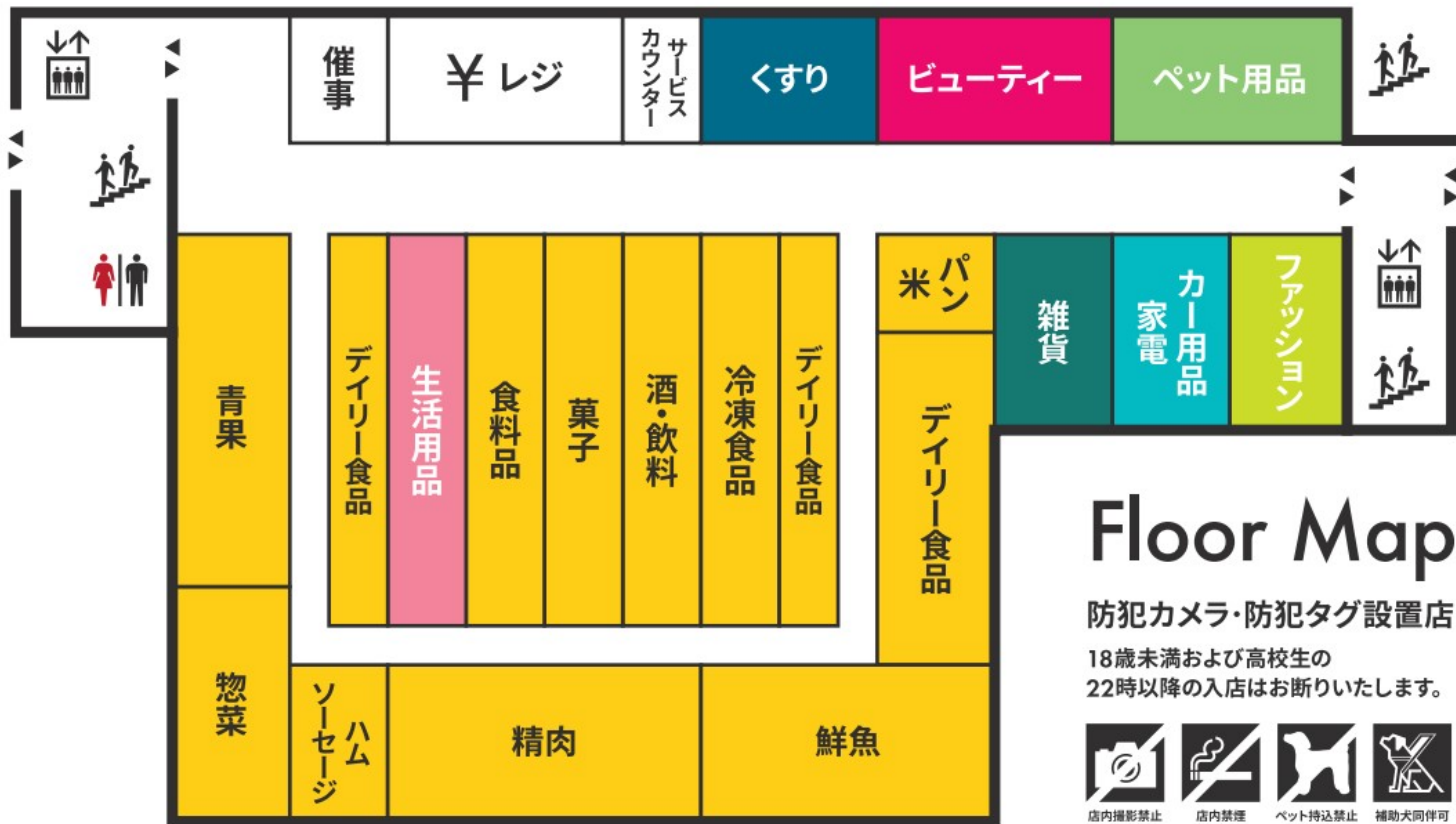 催事
¥ レジ
サービス
カウンター
くすり
ビューティー
ペット用品
青果
デイリー食品
生活用品
食料品
菓子
酒・飲料
冷凍食品
デイリー食品
パン
米
デイリー食品
雑貨
カー用品
家電
ファッション
惣菜
ハム
ソーセージ
精肉
鮮魚
Floor Map
防犯カメラ・防犯タグ設置店
18歳未満および高校生の
22時以降の入店はお断りいたします。
店内撮影禁止
店内禁煙
ペット持込禁止
補助犬同伴可